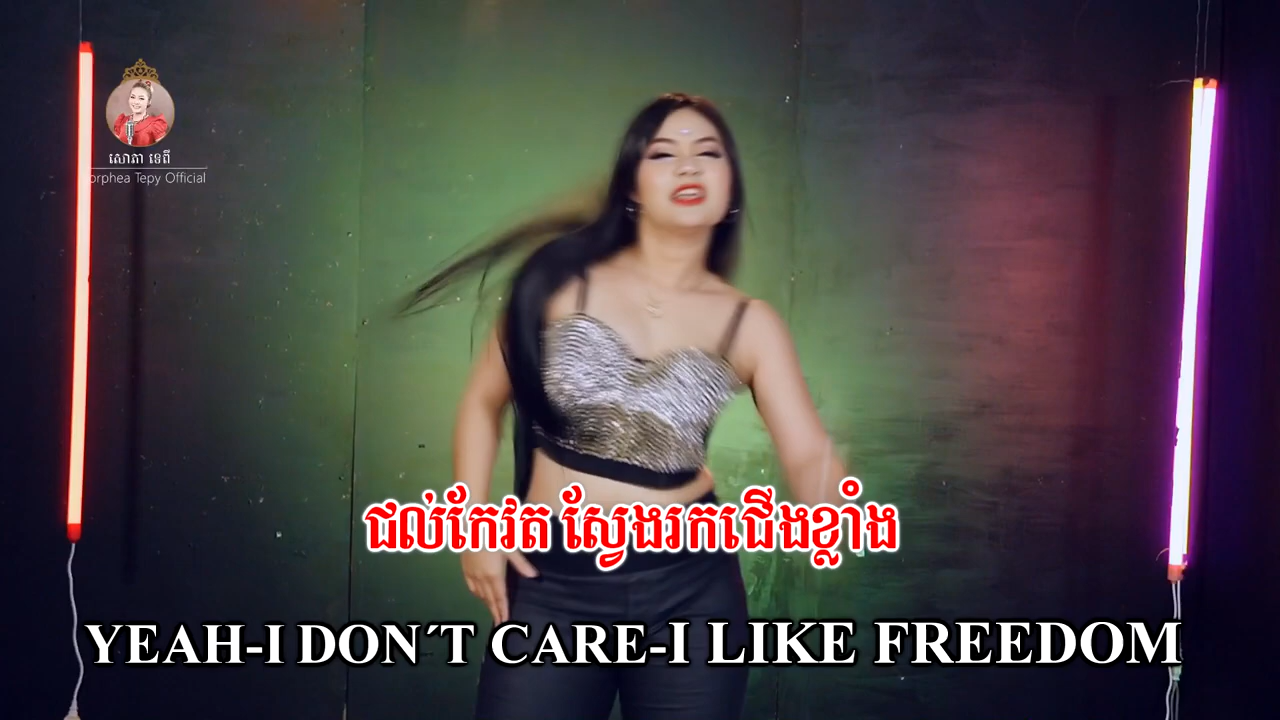 សោភា ទេពី
orphea Tepy Official
ជល់កែវត ស្វែងរកជើងខ្លាំង
YEAH-I DON´T CARE-I LIKE FREEDOM